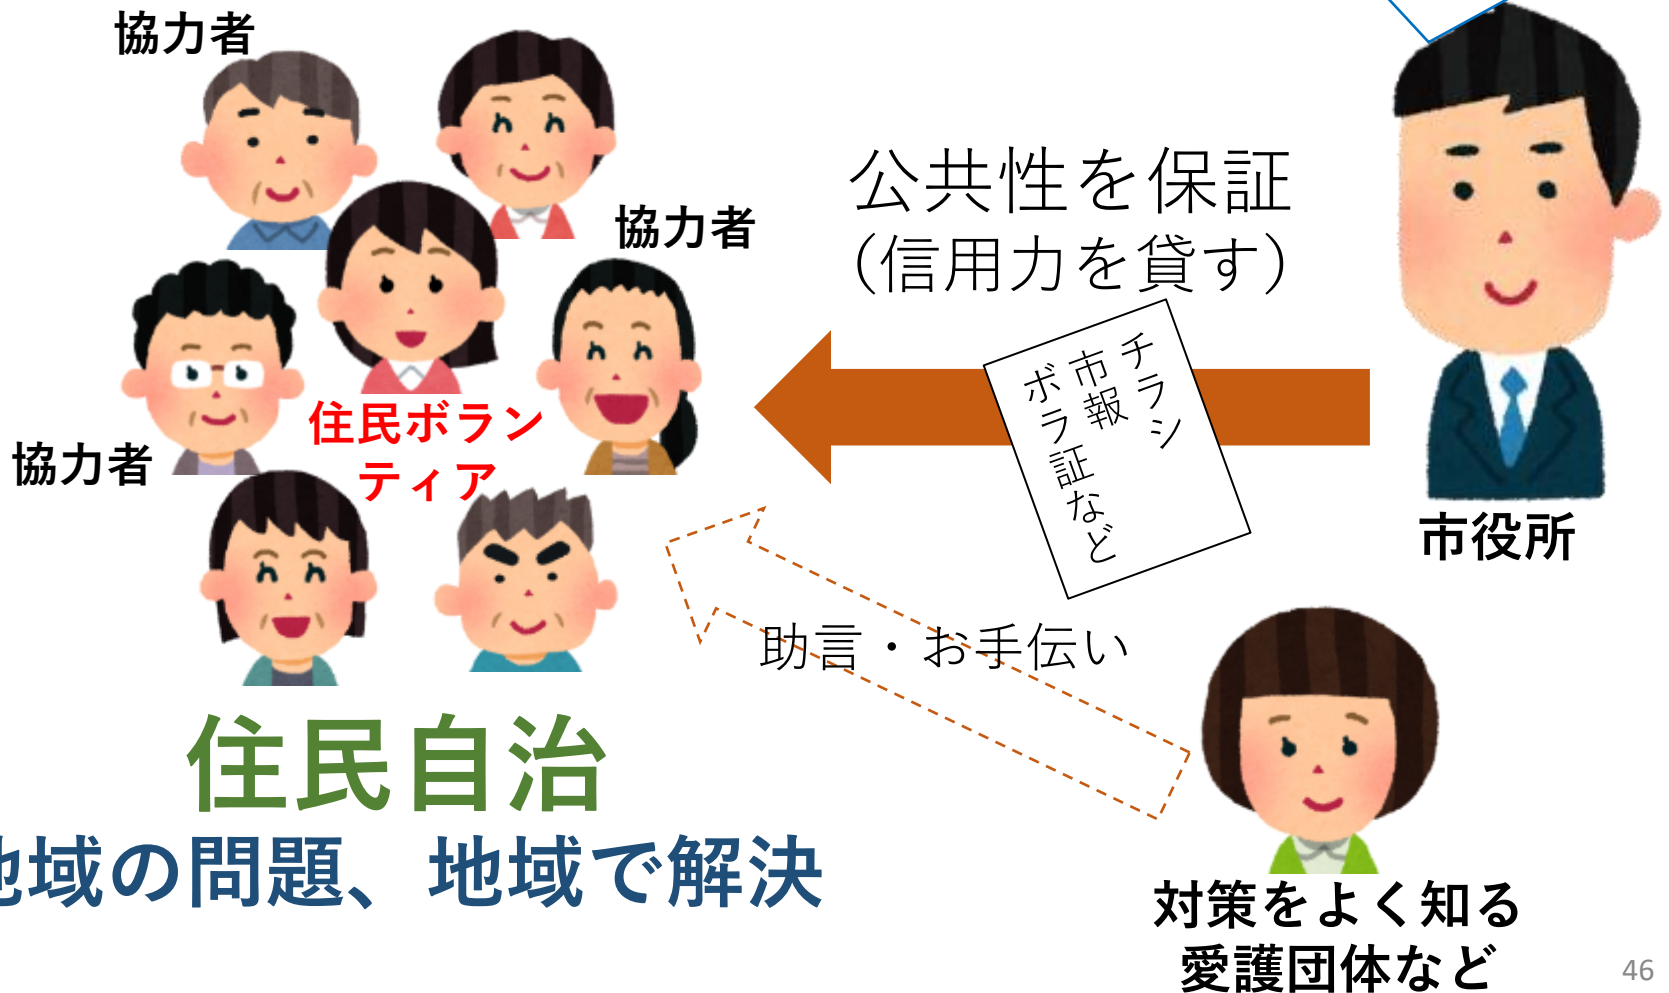 協力者
協力者
協力者
住民ボラン
ティア
公共性を保証
（信用力を貸す）
チラシ
市報
ボラ証など
市役所
助言・お手伝い
住民自治
地域の問題、地域で解決
対策をよく知る
愛護団体など
46